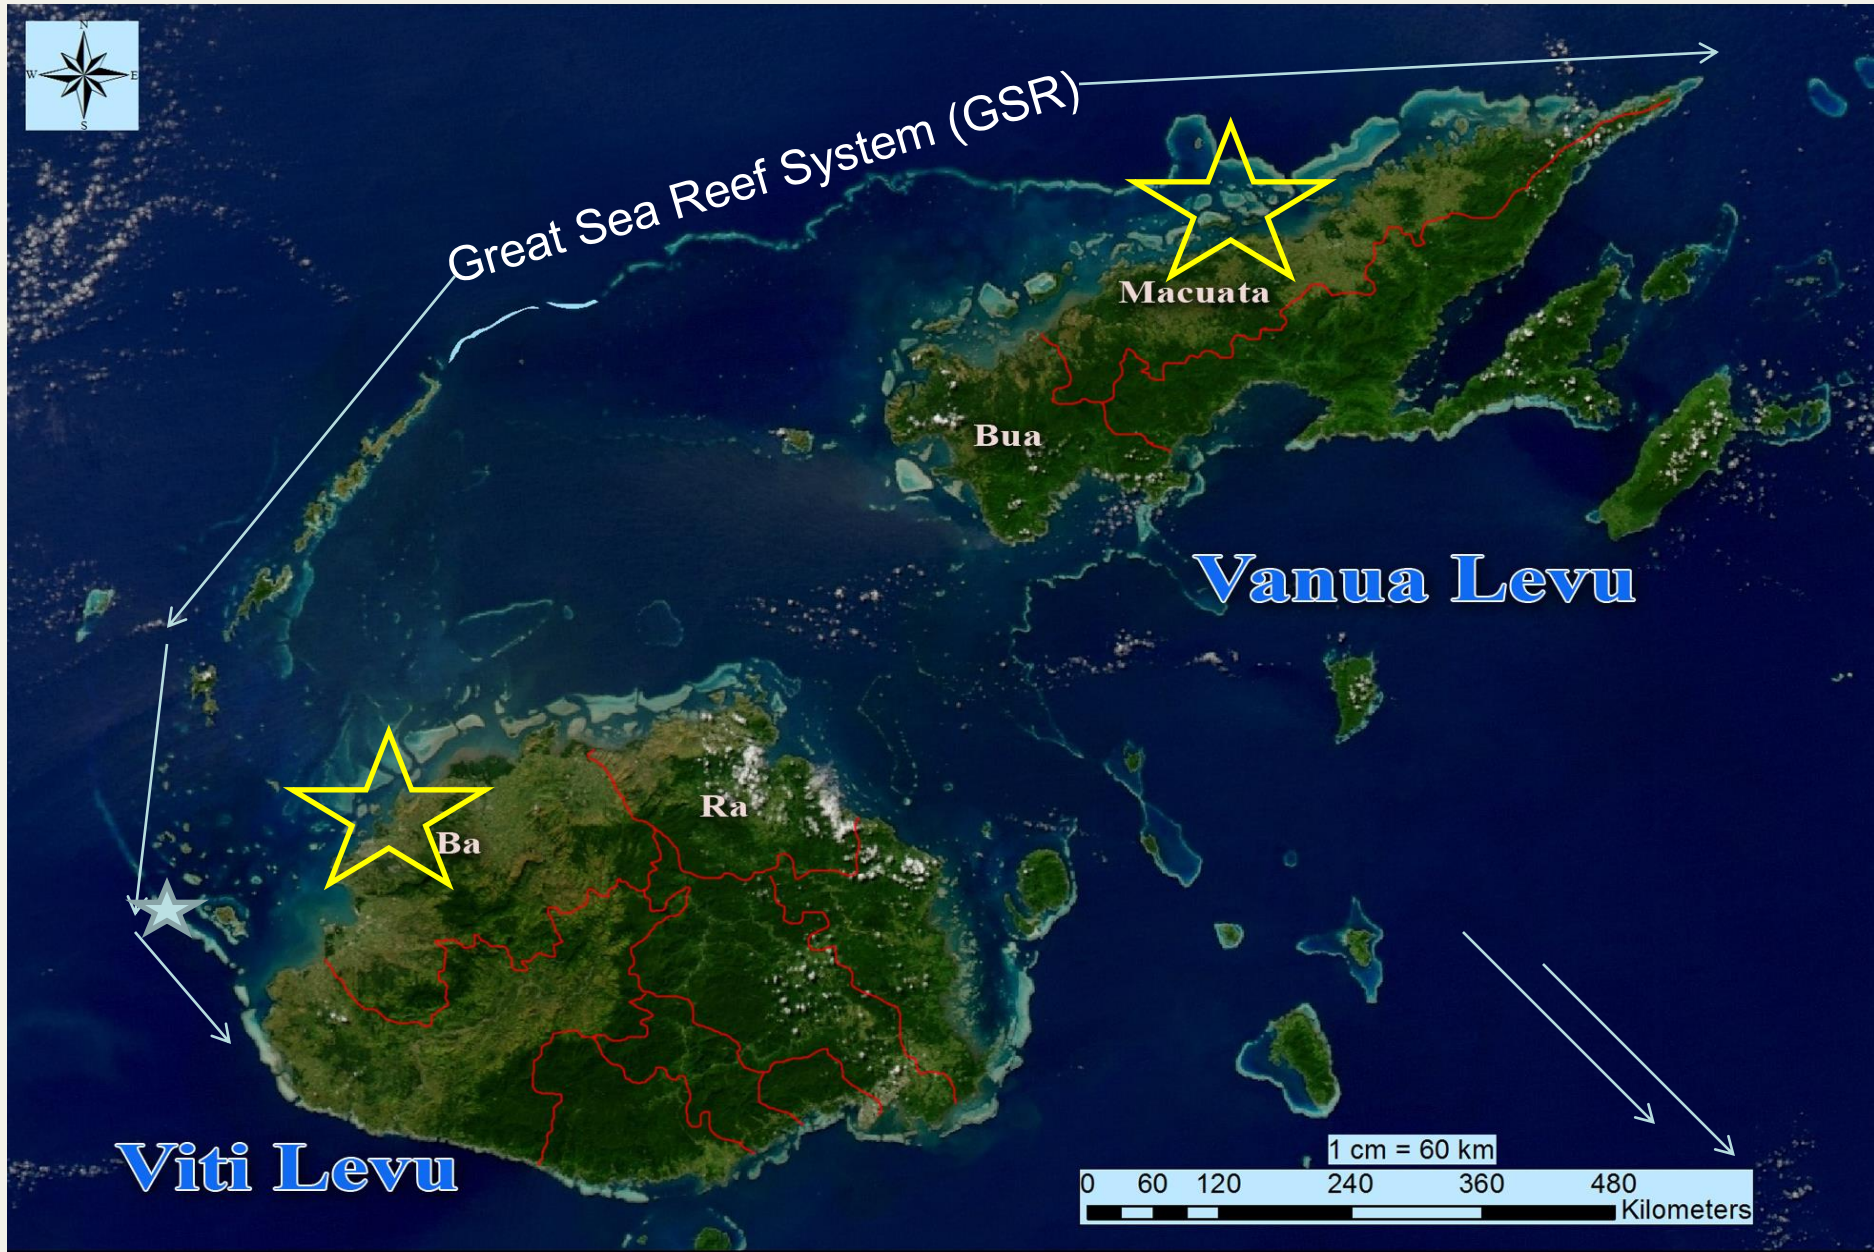 N
W E
S
Great Sea Reef System (GSR)
Macuata
Bua
Vanua Levu
Ra
Ba
Viti Levu
1 cm = 60 km
0 60 120 240 360 480
Kilometers